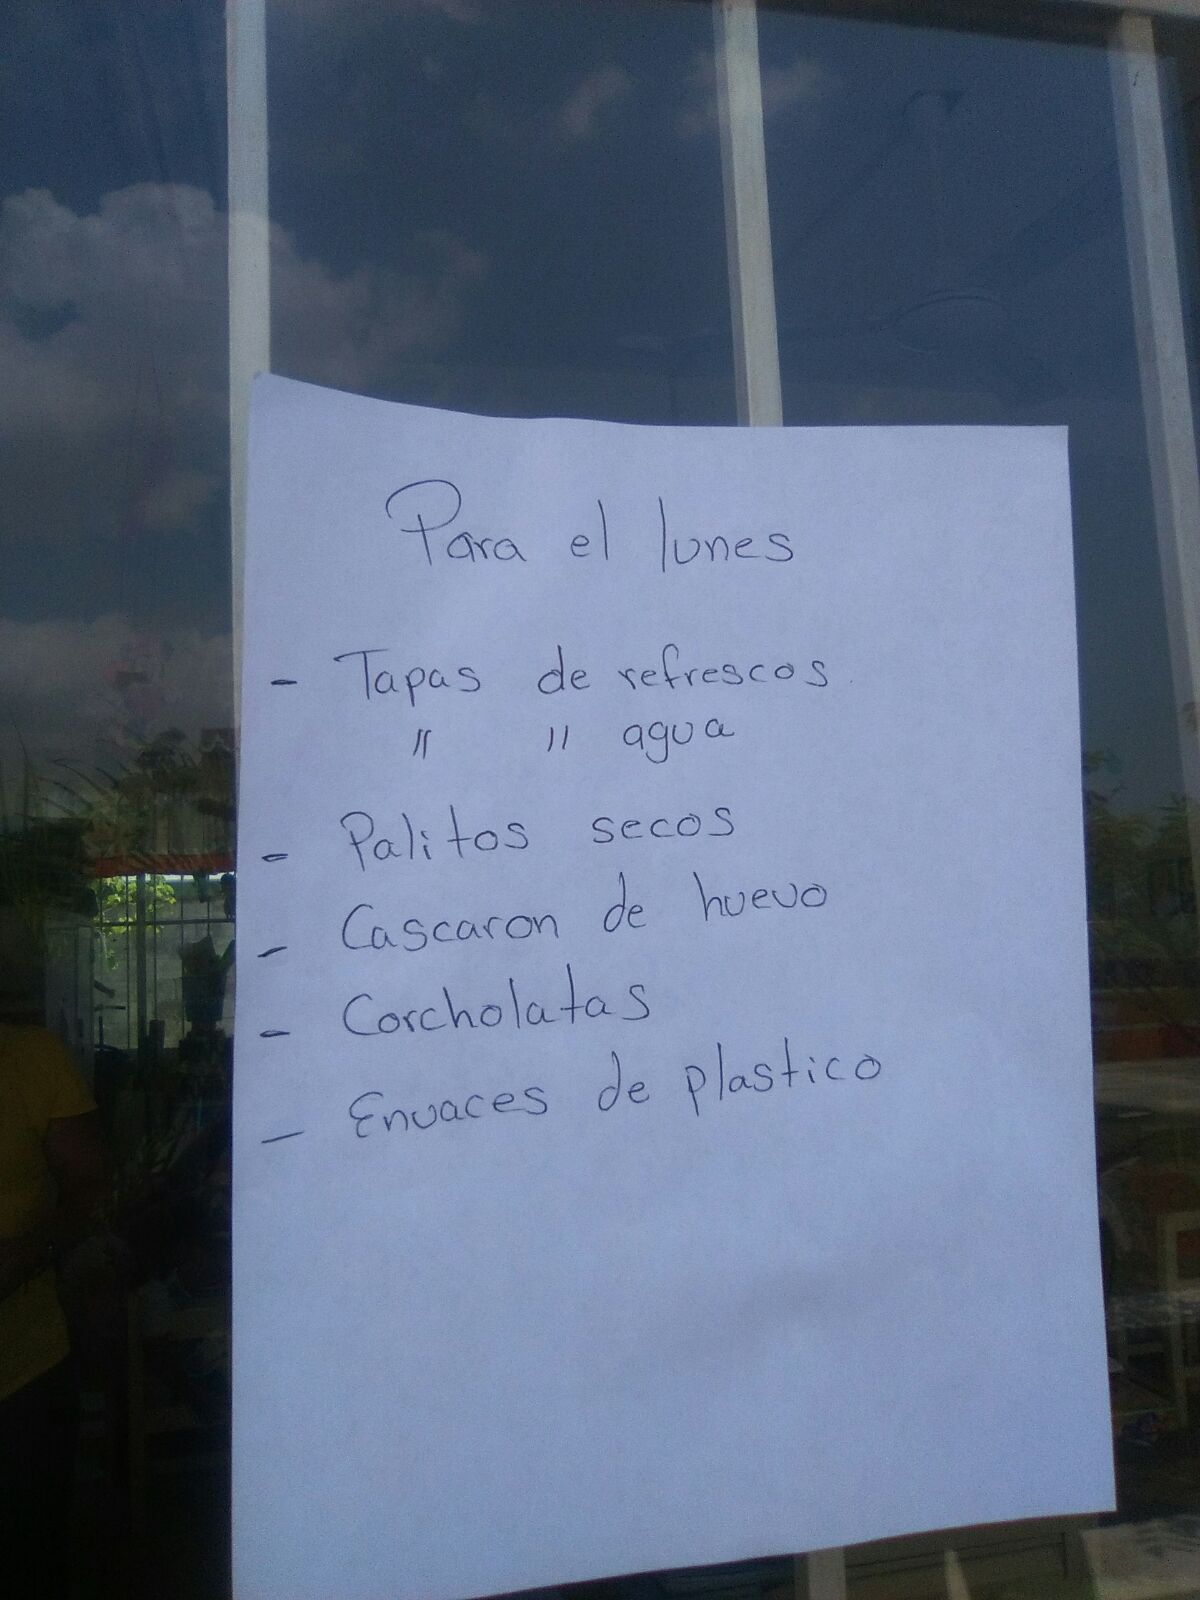 Para el lunes
- Tapas de refrescos
" " agua
- Palitos secos
- Cascaron de huevo
- Corcholatas
- Envaces de plastico